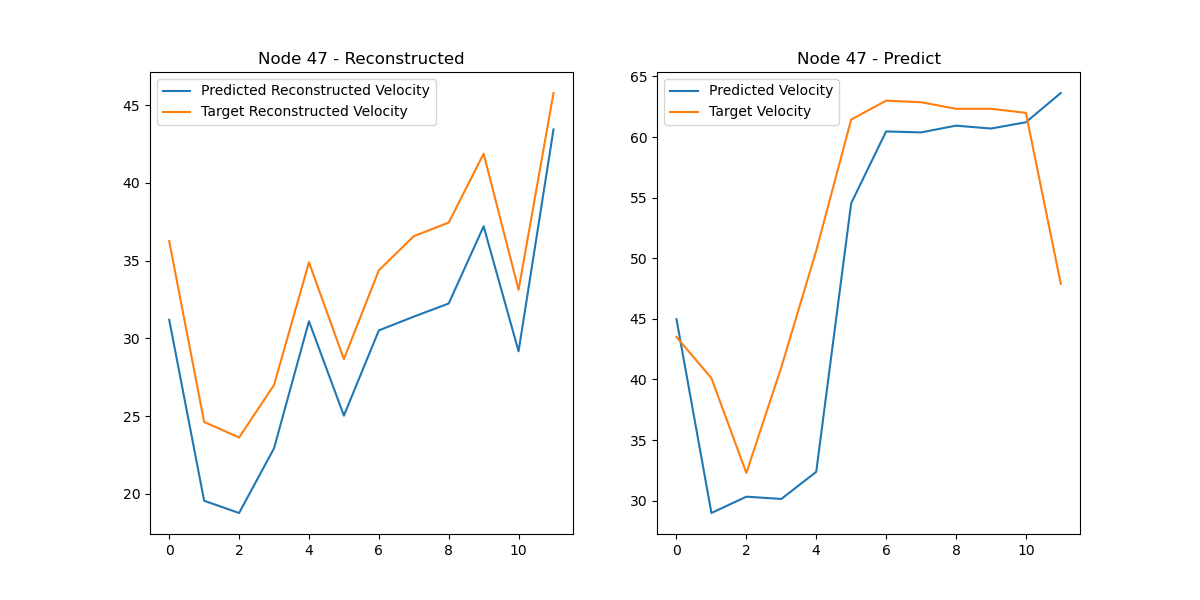 Node 47 - Reconstructed
Predicted Reconstructed Velocity
Target Reconstructed Velocity
45
40
35
30
25
20
0 2 4 6 8 10
Node 47 - Predict
Predicted Velocity
Target Velocity
65
60
55
50
45
40
35
30
0 2 4 6 8 10